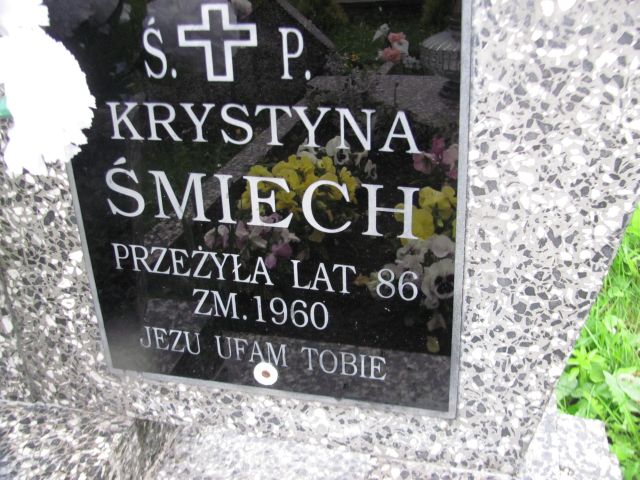 Ś. P.
KRYSTYNA
ŚMIECH
PRZEŻYŁA LAT 86
ZM. 1960
JEZU UFAM TOBIE